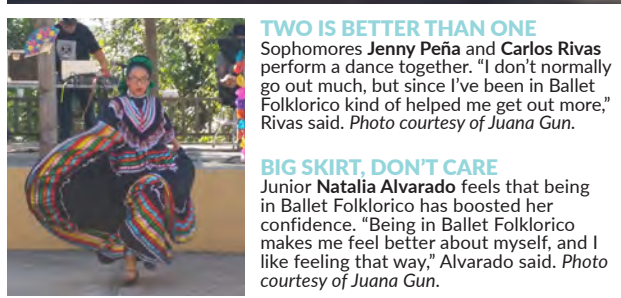 TWO IS BETTER THAN ONE
Sophomores Jenny Peña and Carlos Rivas
perform a dance together. “I don’t normally
go out much, but since I’ve been in Ballet
Folklorico kind of helped me get out more,”
Rivas said. Photo courtesy of Juana Gun.
BIG SKIRT, DON’T CARE
Junior Natalia Alvarado feels that being
in Ballet Folklorico has boosted her
confidence. “Being in Ballet Folklorico
makes me feel better about myself, and I
like feeling that way,” Alvarado said. Photo
courtesy of Juana Gun.